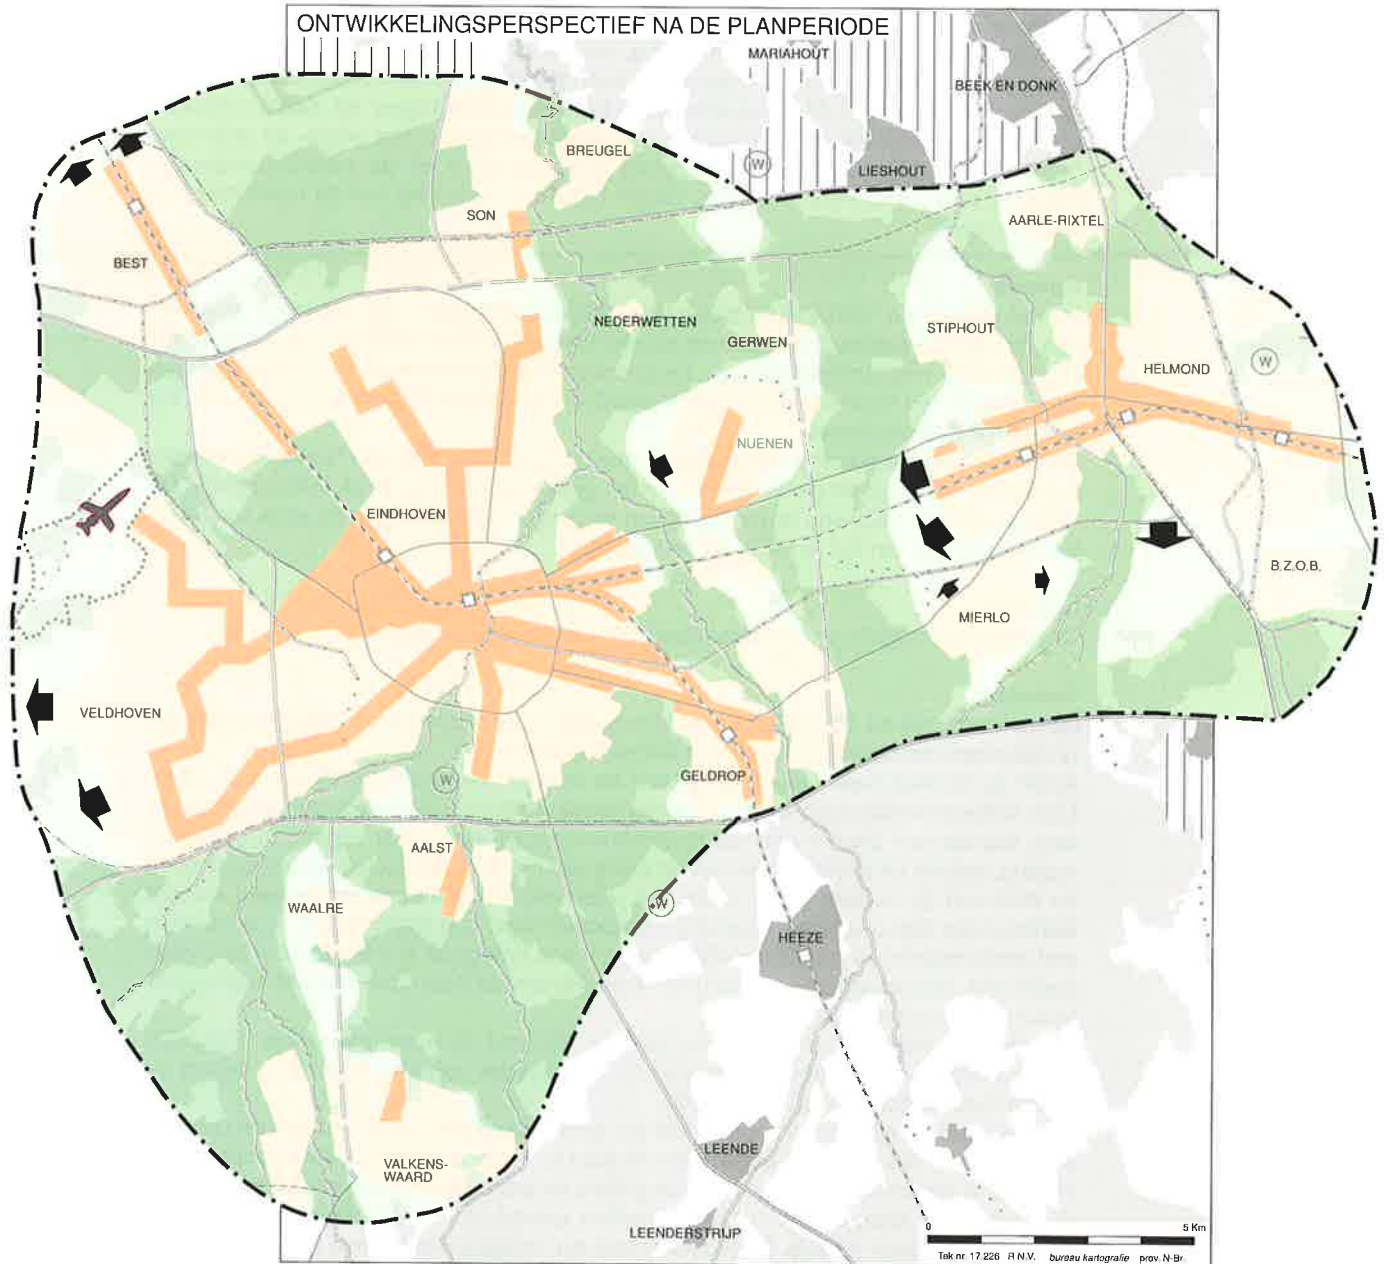 ONTWIKKELINGSPERSPECTIEF NA DE PLANPERIODE
MARIAHOUT
BEEK EN DONK
BREUGEL
W
LIESHOUT
SON
AARLE-RIXTEL
BEST
NEDERWETTEN
STIPHOUT
GERWEN
W
HELMOND
NUENEN
EINDHOVEN
B.Z.O.B.
MIERLO
VELDHOVEN
W
GELDROP
AALST
W
WAALRE
HEEZE
LEENDE
VALKENS-
WAARD
LEENDERSTRIJP
0 5 Km
Tek nr. 17.226 R.N.V. bureau kartografie prov. N-Br.